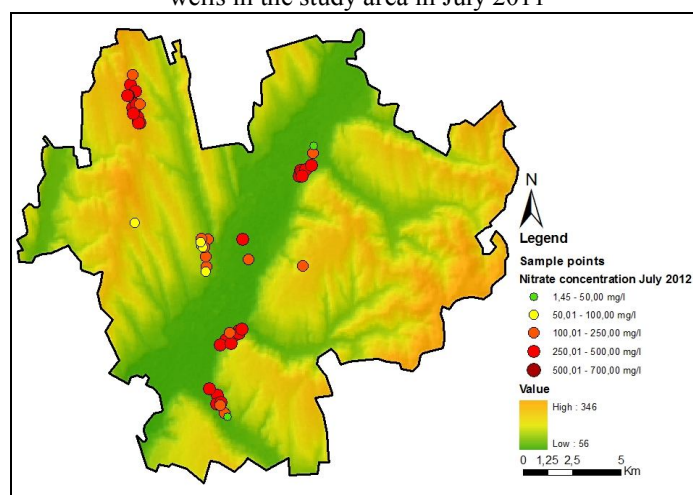 wells in the study area in July 2011
N
Legend
Sample points
Nitrate concentration July 2012
1,45 - 50,00 mg/l
50,01 - 100,00 mg/l
100,01 - 250,00 mg/l
250,01 - 500,00 mg/l
500,01 - 700,00 mg/l
Value
High : 346
Low : 56
0 1,25 2,5 5
Km